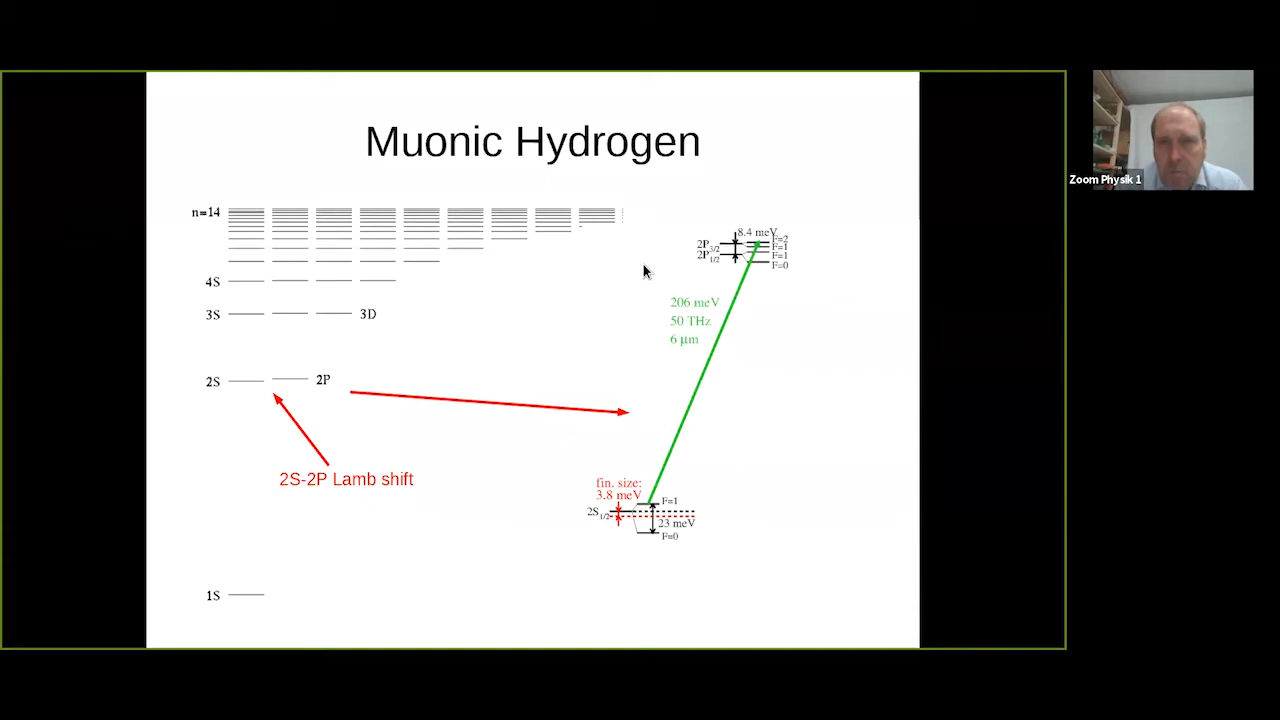 Muonic Hydrogen
Zoom Physik 1
n=14
4S
3S
3D
2S
2P
2S-2P Lamb shift
1S
8.4 meV
2P3/2
2P1/2
F=2
F=1
F=1
F=0
206 meV
50 THz
6 μm
fin. size:
3.8 meV
F=1
2S1/2
23 meV
F=0